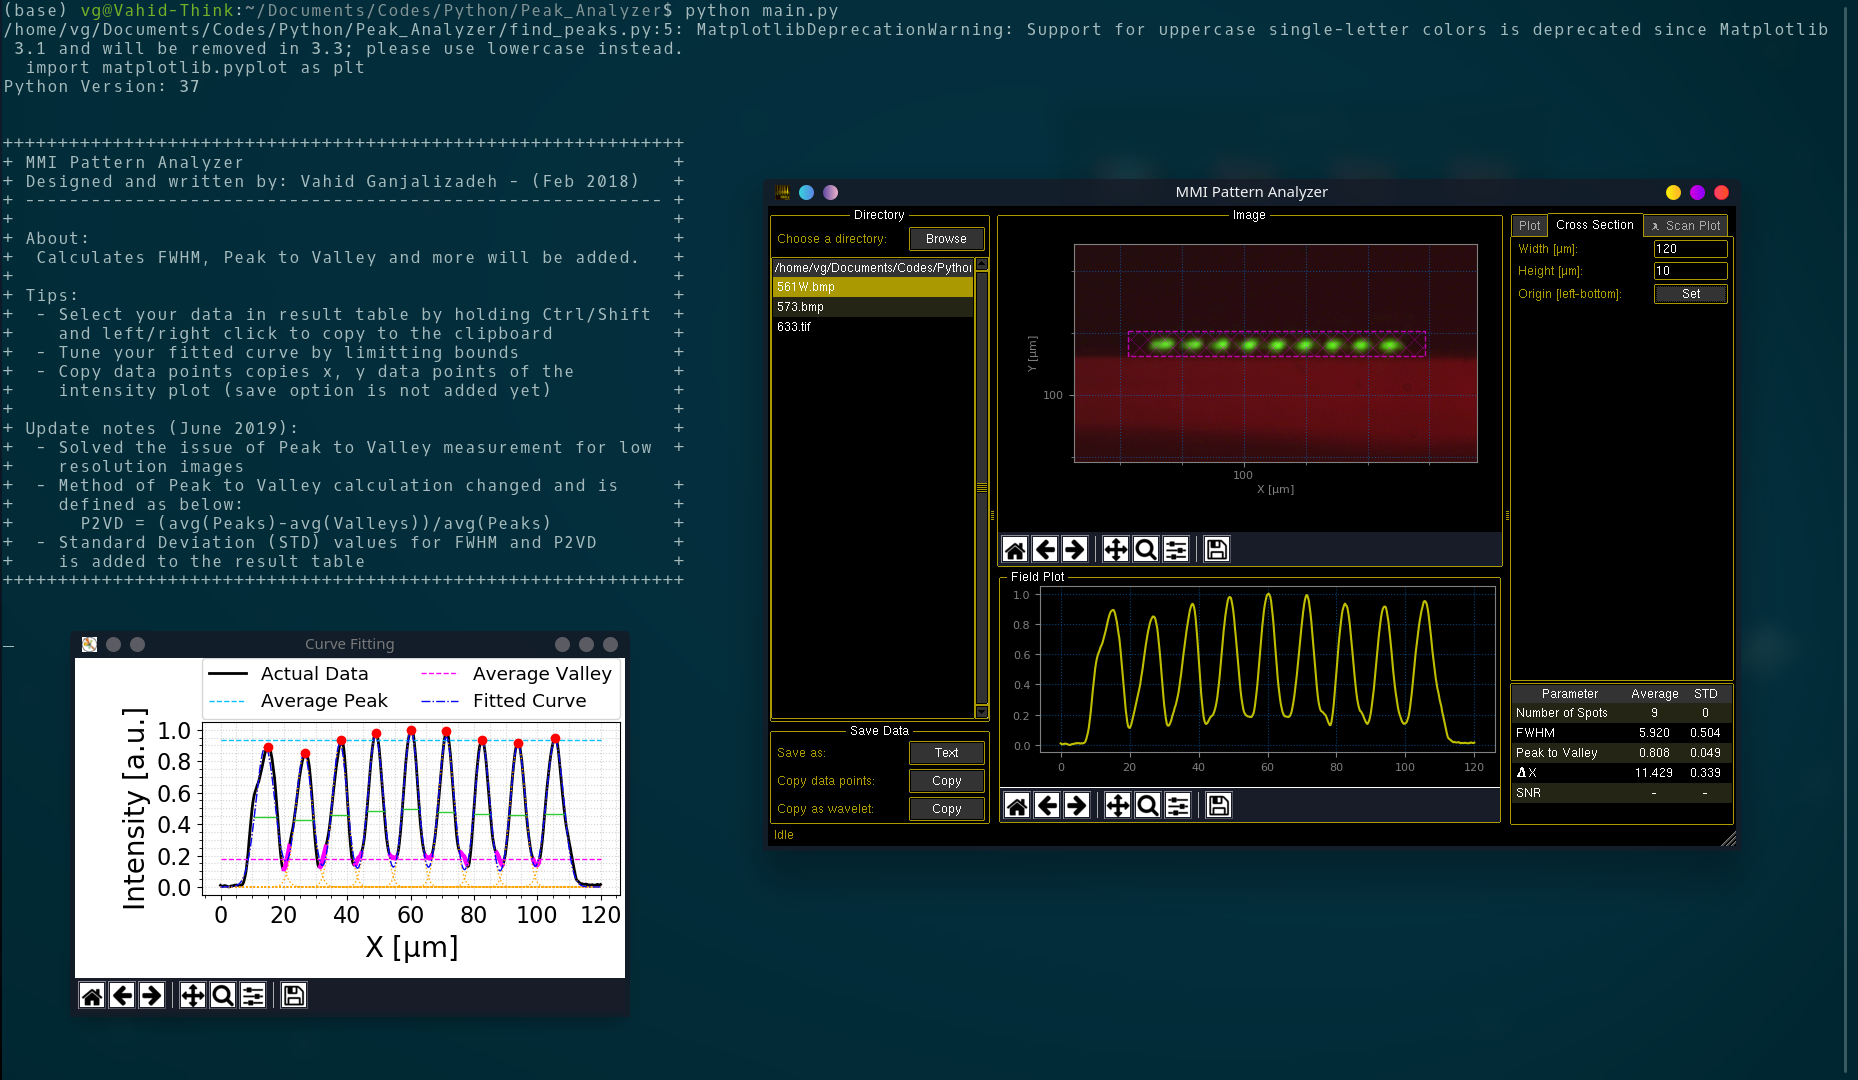 (base) vg@Vahid-Think:~/Documents/Codes/Python/Peak_Analyzer$ python main.py
/home/vg/Documents/Codes/Python/Peak_Analyzer/find_peaks.py:5: MatplotlibDeprecationWarning: Support for uppercase single-letter colors is deprecated since Matplotlib
3.1 and will be removed in 3.3; please use lowercase instead.
import matplotlib.pyplot as plt
Python Version: 37
++++++++++++++++++++++++++++++++++++++++++++++++++++++++++++++
+ MMI Pattern Analyzer +
+ Designed and written by: Vahid Ganjalizadeh - (Feb 2018) +
+ ---------------------------------------------------------- +
+ +
+ About: +
+ Calculates FWHM, Peak to Valley and more will be added. +
+ +
+ Tips: +
+ - Select your data in result table by holding Ctrl/Shift +
+ and left/right click to copy to the clipboard +
+ - Tune your fitted curve by limitting bounds +
+ - Copy data points copies x, y data points of the +
+ intensity plot (save option is not added yet) +
+ +
+ Update notes (June 2019): +
+ - Solved the issue of Peak to Valley measurement for low +
+ resolution images +
+ - Method of Peak to Valley calculation changed and is +
+ defined as below: +
+ P2VD = (avg(Peaks)-avg(Valleys))/avg(Peaks) +
+ - Standard Deviation (STD) values for FWHM and P2VD +
+ is added to the result table +
++++++++++++++++++++++++++++++++++++++++++++++++++++++++++++++
Curve Fitting
Actual Data
Average Valley
Average Peak
Fitted Curve
Intensity [a.u.]
1.0
0.8
0.6
0.4
0.2
0.0
0 20 40 60 80 100 120
X [µm]
MMI Pattern Analyzer
Directory
Choose a directory: Browse
/home/vg/Documents/Codes/Pythor
561W.bmp
573.bmp
633.tif
Save Data
Save as: Text
Copy data points: Copy
Copy as wavelet: Copy
Idle
Image
Y [µm]
100
100
X [µm]
Field Plot
1.0
0.8
0.6
0.4
0.2
0.0
0 20 40 60 80 100 120
Plot Cross Section λ Scan Plot
Width [µm]: 120
Height [µm]: 10
Origin [left-bottom]: Set
Parameter Average STD
Number of Spots 9 0
FWHM 5.920 0.504
Peak to Valley 0.808 0.049
ΔX 11.429 0.339
SNR - -